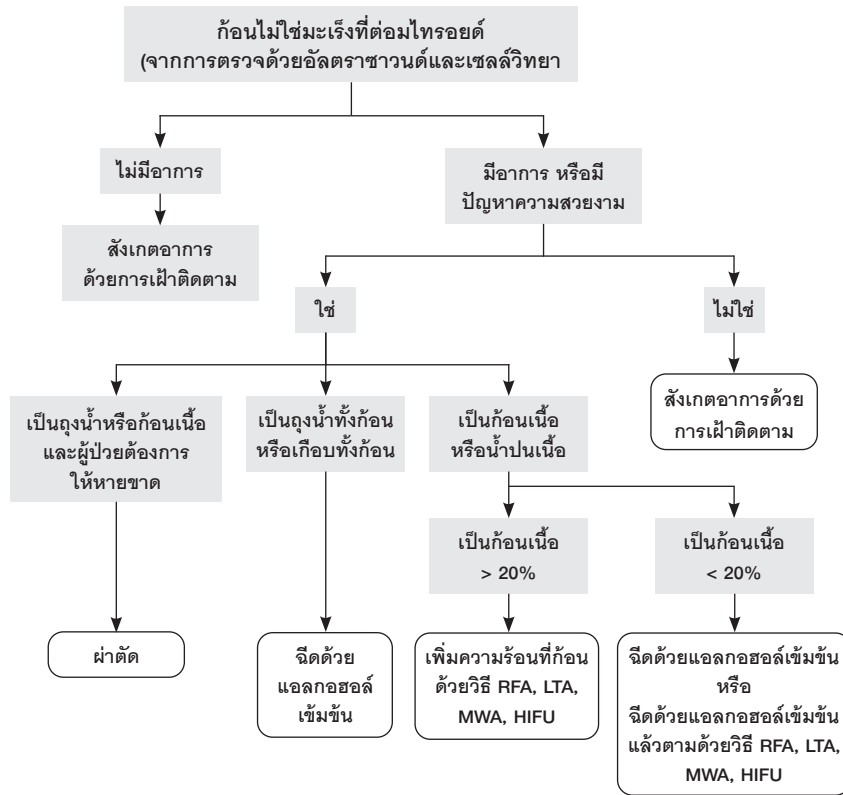 ก้อนไม่ใช่มะเร็งที่ต่อมไทรอยด์
(จากการตรวจด้วยอัลตราซาวนด์และเซลล์วิทยา
ไม่มีอาการ
มีอาการ หรือมี
ปัญหาความสวยงาม
สังเกตอาการ
ด้วยการเฝ้าติดตาม
ใช่
ไม่ใช่
เป็นถุงน้ำหรือก้อนเนื้อ
และผู้ป่วยต้องการ
ให้หายขาด
เป็นถุงน้ำทั้งก้อน
หรือเกือบทั้งก้อน
เป็นก้อนเนื้อ
หรือน้ำปนเนื้อ
สังเกตอาการด้วย
การเฝ้าติดตาม
เป็นก้อนเนื้อ
> 20%
เป็นก้อนเนื้อ
< 20%
ผ่าตัด
ฉีดด้วย
แอลกอฮอล์
เข้มข้น
เพิ่มความร้อนที่ก้อน
ด้วยวิธี RFA, LTA,
MWA, HIFU
ฉีดด้วยแอลกอฮอล์เข้มข้น
หรือ
ฉีดด้วยแอลกอฮอล์เข้มข้น
แล้วตามด้วยวิธี RFA, LTA,
MWA, HIFU